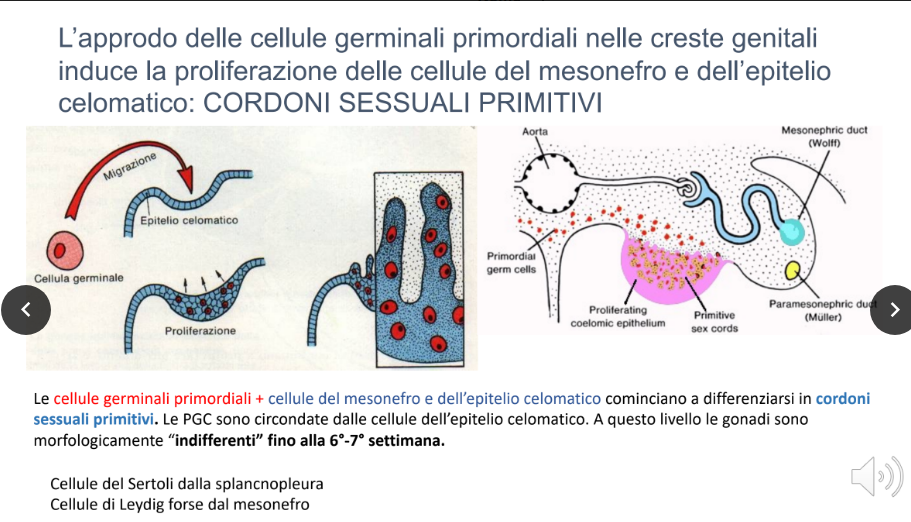 L’approdo delle cellule germinali primordiali nelle creste genitali
induce la proliferazione delle cellule del mesonefro e dell’epitelio
celomatico: CORDONI SESSUALI PRIMITIVI
Migrazione
Epitelio celomatico
Cellula germinale
Proliferazione
Aorta
Mesonephric duct
(Wolff)
Primordial
germ cells
Proliferating
coelomic epithelium
Primitive
sex cords
Paramesonephric duct
(Müller)
Le cellule germinali primordiali + cellule del mesonefro e dell’epitelio celomatico cominciano a differenziarsi in cordoni
sessuali primitivi. Le PGC sono circondate dalle cellule dell’epitelio celomatico. A questo livello le gonadi sono
morfologicamente “indifferenti” fino alla 6°-7° settimana.
Cellule del Sertoli dalla splancnopleura
Cellule di Leydig forse dal mesonefro